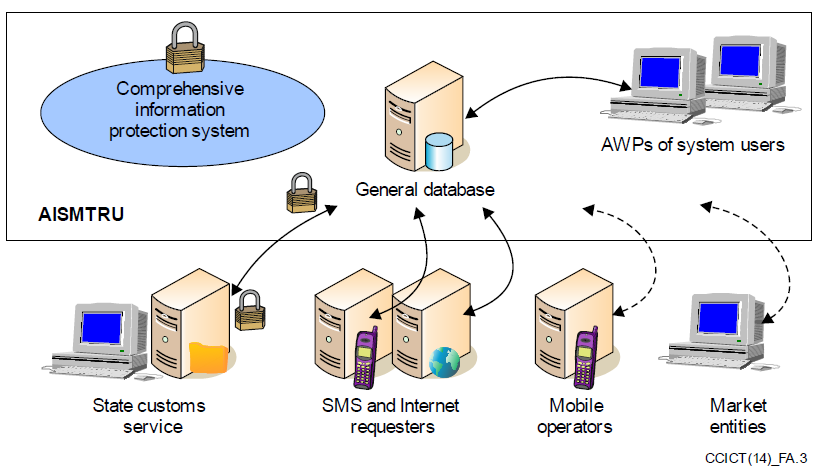 Comprehensive
information
protection system
AWPs of system users
General database
AISMTRU
State customs
service
SMS and Internet
requesters
Mobile
operators
Market
entities
CCICT(14)_FA.3